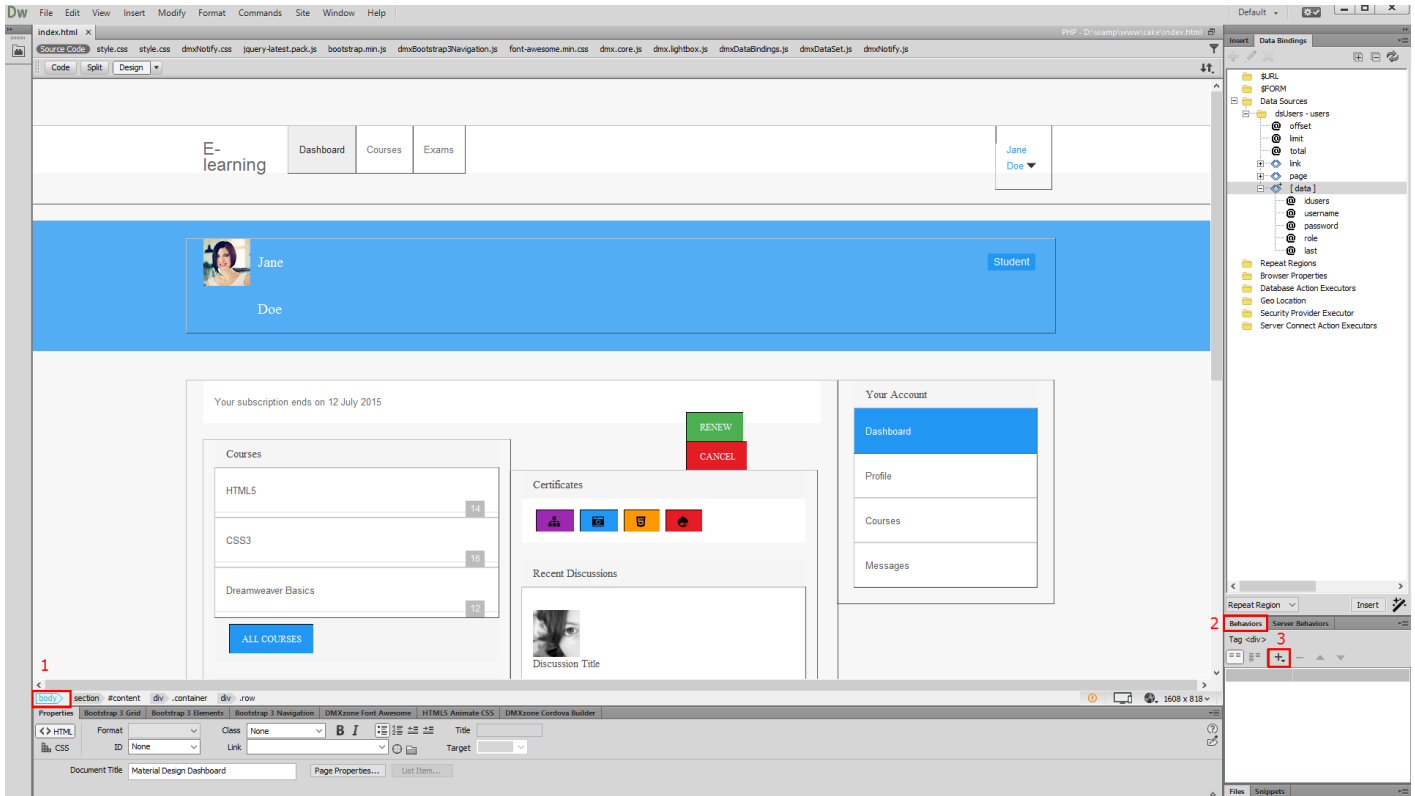 Dw File Edit View Insert Modify Format Commands Site Window Help Default
index.html × PHP - D:\wamp\www\cake\index.html
Source Code style.css style.css dmxNotify.css jquery-latest.pack.js bootstrap.min.js dmxBootstrap3Navigation.js font-awesome.min.css dmx.core.js dmx.lightbox.js dmxDataBindings.js dmxDataSet.js dmxNotify.js
Code Split Design
E-
learning
Dashboard Courses Exams
Jane
Doe
Jane
Doe
Student
Your subscription ends on 12 July 2015
RENEW
CANCEL
Courses
HTML5
14
CSS3
16
Dreamweaver Basics
12
ALL COURSES
Certificates
Recent Discussions
Discussion Title
Your Account
Dashboard
Profile
Courses
Messages
1
body section #content div .container div .row
1608 x 818
Properties Bootstrap 3 Grid Bootstrap 3 Elements Bootstrap 3 Navigation DMXzone Font Awesome HTML5 Animate CSS DMXzone Cordova Builder
<> HTML Format Class None B I Title
CSS ID None Link Target
Document Title Material Design Dashboard Page Properties... List Item...
Insert Data Bindings
$URL
$FORM
Data Sources
dsUsers - users
offset
limit
total
link
page
[ data ]
idusers
username
password
role
last
Repeat Regions
Browser Properties
Database Action Executors
Geo Location
Security Provider Executor
Server Connect Action Executors
Repeat Region Insert
2 Behaviors Server Behaviors
Tag <div> 3
Files Snippets